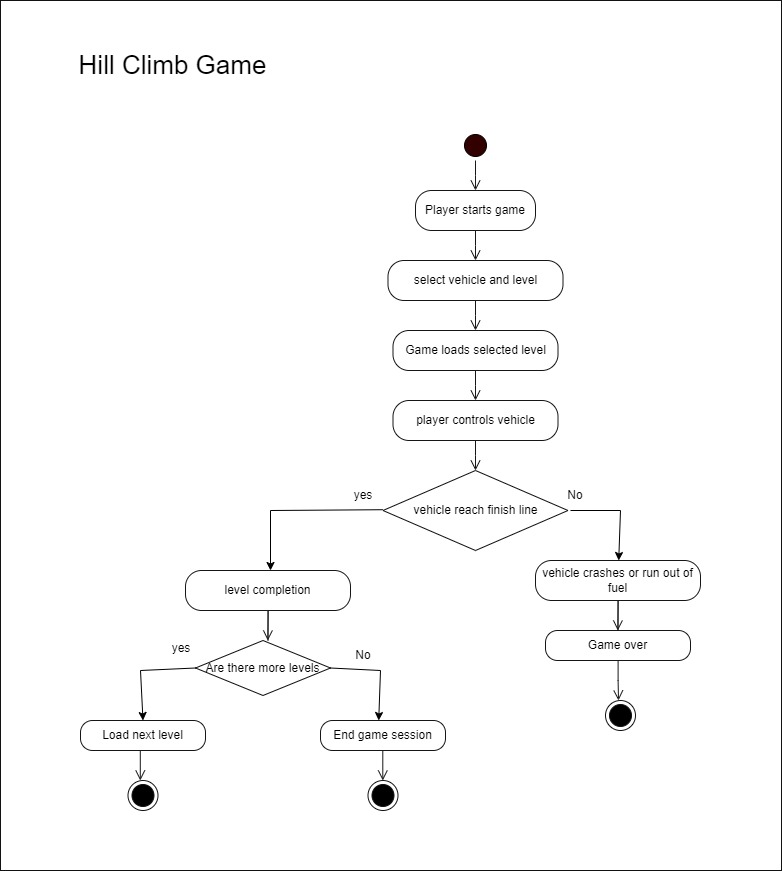 Hill Climb Game
Player starts game
select vehicle and level
Game loads selected level
player controls vehicle
yes
vehicle reach finish line
No
level completion
vehicle crashes or run out of
fuel
yes
Are there more levels
No
Game over
Load next level
End game session